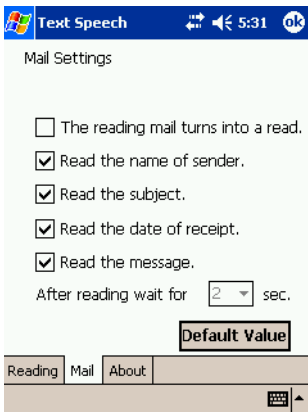 Text Speech 5:31 ok
Mail Settings
The reading mail turns into a read.
Read the name of sender.
Read the subject.
Read the date of receipt.
Read the message.
After reading wait for 2 sec.
Default Value
Reading Mail About